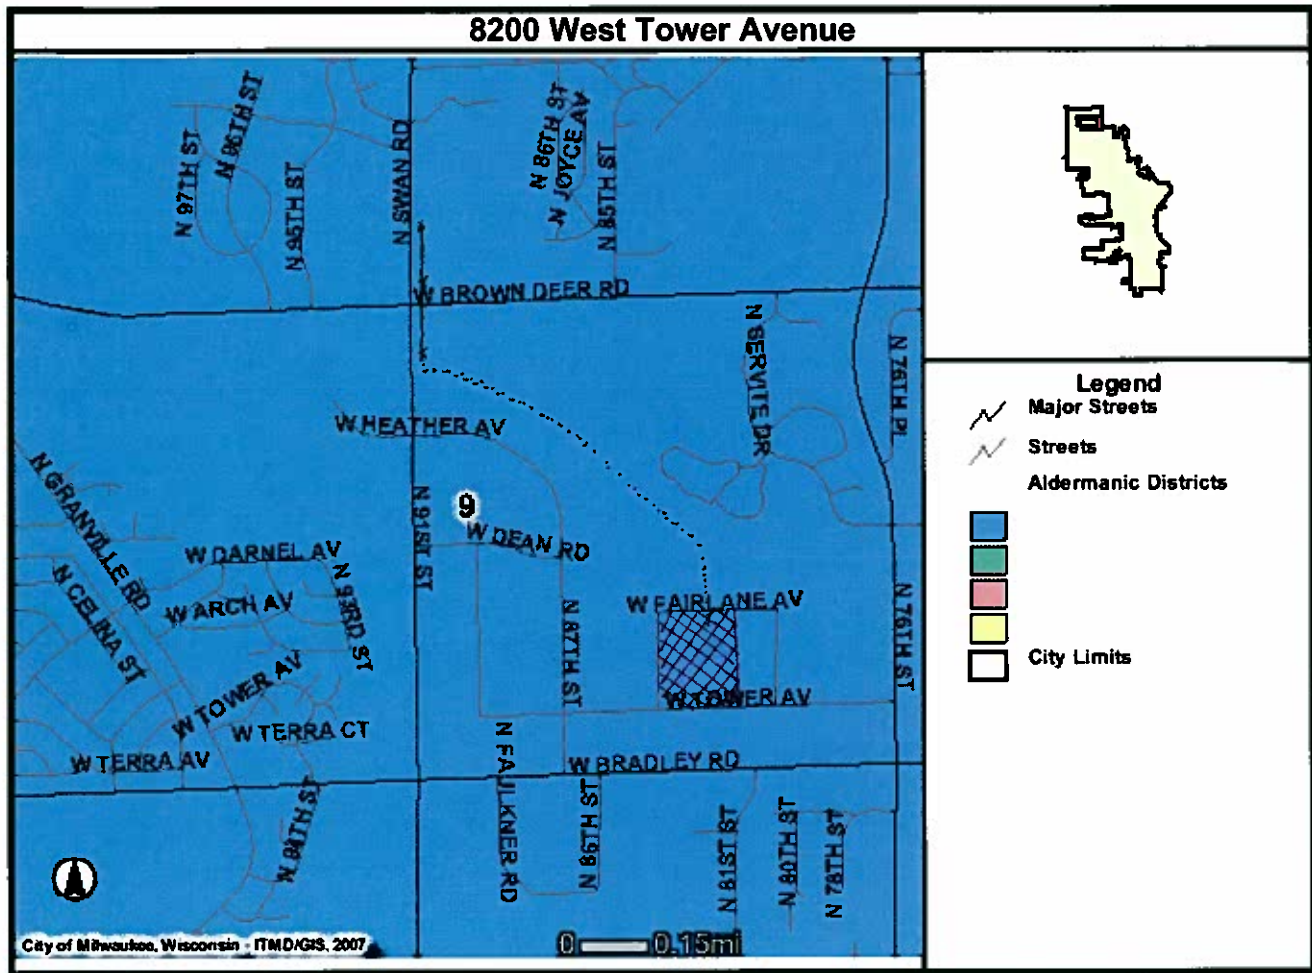 8200 West Tower Avenue
N 97TH ST
N 96TH ST
N 95TH ST
N SWAN RD
N 86TH ST
N JOYCE AV
N 85TH ST
W BROWN DEER RD
N SERVITE DR
N 76TH PL
W HEATHER AV
N GRANVILLE RD
N 91ST ST
9
W DEAN RD
W DARNEL AV
N CELINA ST
W ARCH AV
N 93RD ST
W FAIRLANE AV
N 87TH ST
N 76TH ST
W TOWER AV
W TOWER AV
W TERRA CT
W TERRA AV
N FAULKNER RD
W BRADLEY RD
N 94TH ST
N 86TH ST
N 81ST ST
N 80TH ST
N 78TH ST
City of Milwaukee, Wisconsin - ITMD/GIS, 2007
0 0.15mi
Legend
Major Streets
Streets
Aldermanic Districts
City Limits